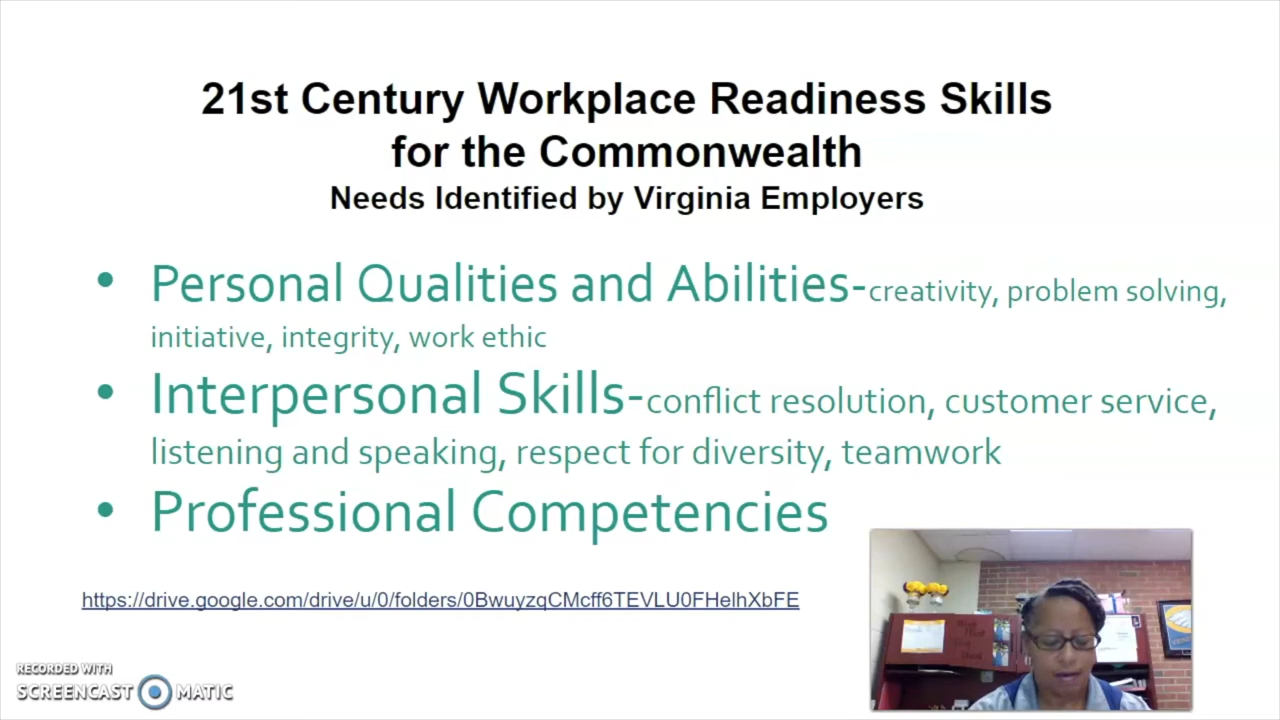 21st Century Workplace Readiness Skills
for the Commonwealth
Needs Identified by Virginia Employers
• Personal Qualities and Abilities-creativity, problem solving,
initiative, integrity, work ethic
• Interpersonal Skills-conflict resolution, customer service,
listening and speaking, respect for diversity, teamwork
• Professional Competencies
https://drive.google.com/drive/u/0/folders/0BwuyzqCMcff6TEVLU0FHelhXbFE
RECORDED WITH
SCREENCAST MATIC